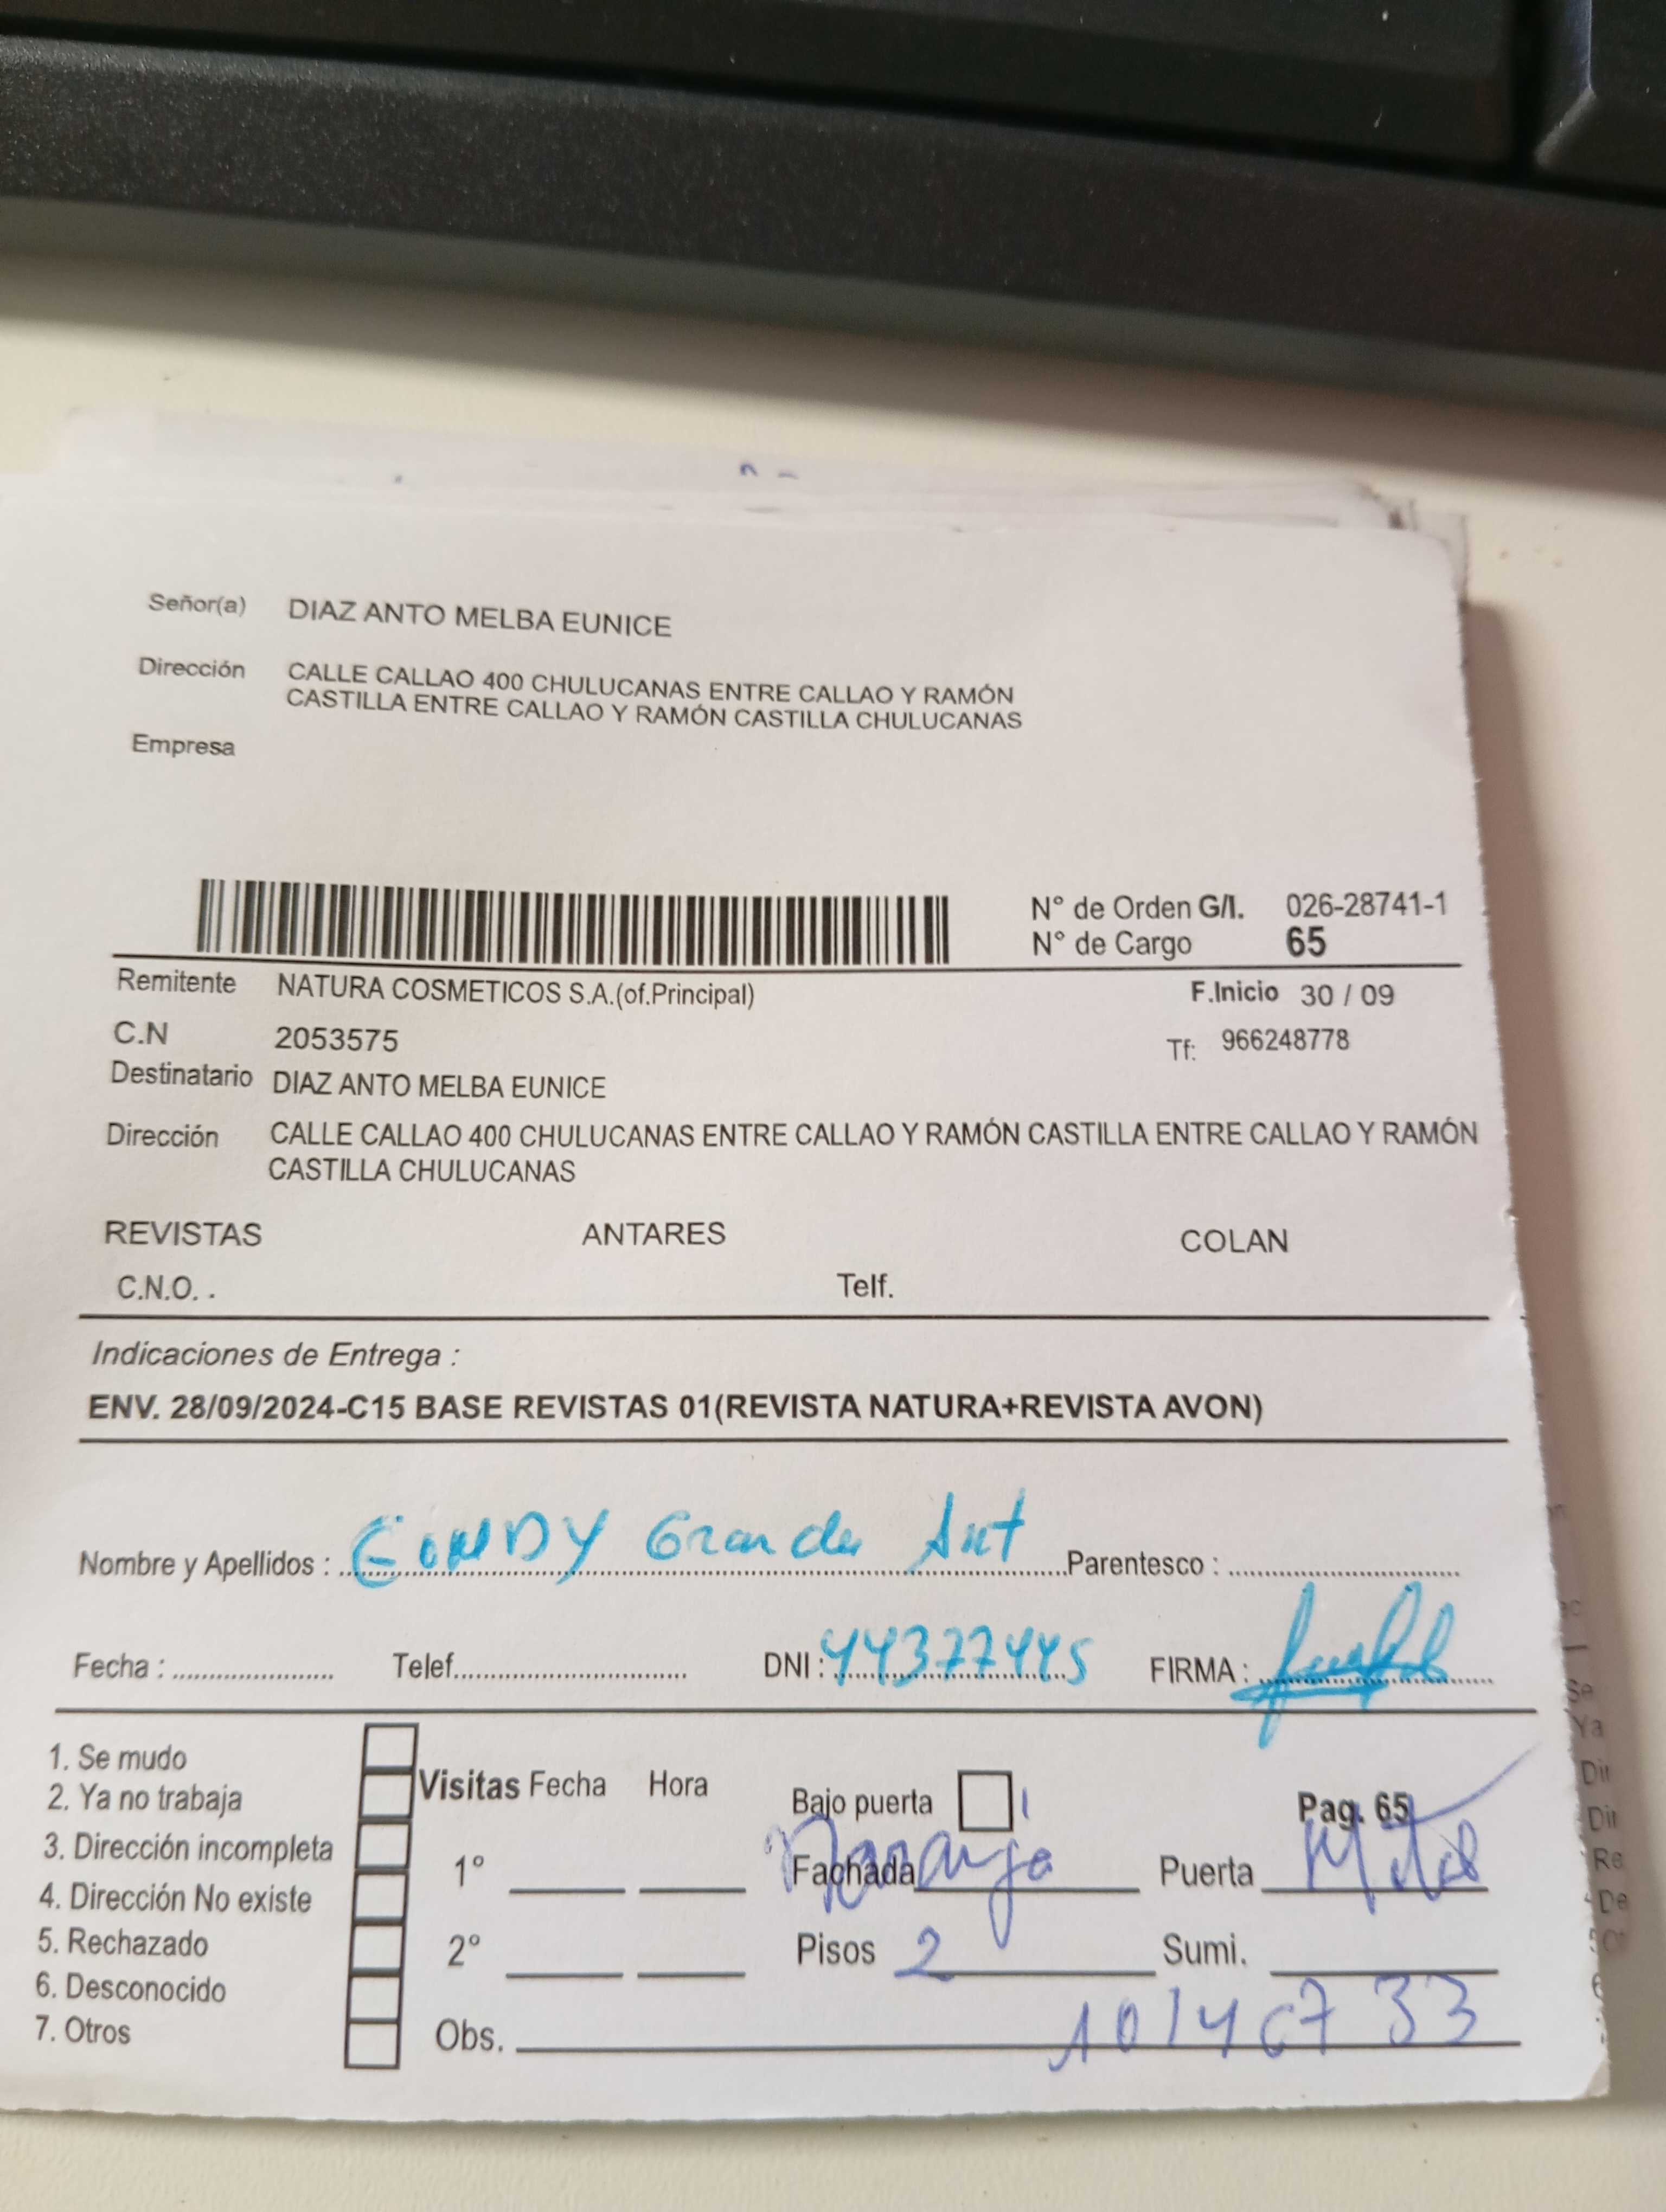 Señor(a) DIAZ ANTO MELBA EUNICE
Dirección CALLE CALLAO 400 CHULUCANAS ENTRE CALLAO Y RAMÓN
CASTILLA ENTRE CALLAO Y RAMÓN CASTILLA CHULUCANAS
Empresa
N° de Orden G/I. 026-28741-1
N° de Cargo 65
Remitente NATURA COSMETICOS S.A.(of.Principal) F.Inicio 30 / 09
C.N 2053575 Tf: 966248778
Destinatario DIAZ ANTO MELBA EUNICE
Dirección CALLE CALLAO 400 CHULUCANAS ENTRE CALLAO Y RAMÓN CASTILLA ENTRE CALLAO Y RAMÓN
CASTILLA CHULUCANAS
REVISTAS ANTARES COLAN
C.N.O. . Telf.
Indicaciones de Entrega :
ENV. 28/09/2024-C15 BASE REVISTAS 01(REVISTA NATURA+REVISTA AVON)
Nombre y Apellidos : Parentesco :
Fecha : Telef. DNI : 44377445 FIRMA :
1. Se mudo
2. Ya no trabaja
3. Dirección incompleta
4. Dirección No existe
5. Rechazado
6. Desconocido
7. Otros
Visitas Fecha Hora
1°
2°
Obs.
Bajo puerta Pag. 65
Fachada Naranja Puerta
Pisos 2 Sumi.
10146733